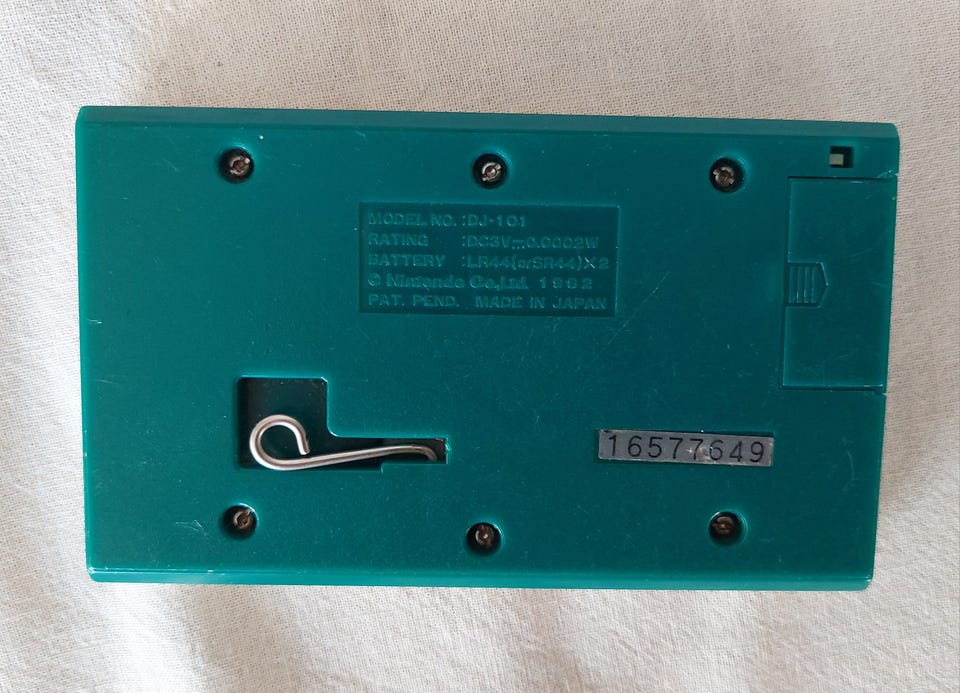 MODEL NO. :DJ-101
RATING :DC3V⎓0.0002W
BATTERY :LR44(orSR44)X2
© Nintendo Co.,Ltd. 1982
PAT. PEND. MADE IN JAPAN
16577649